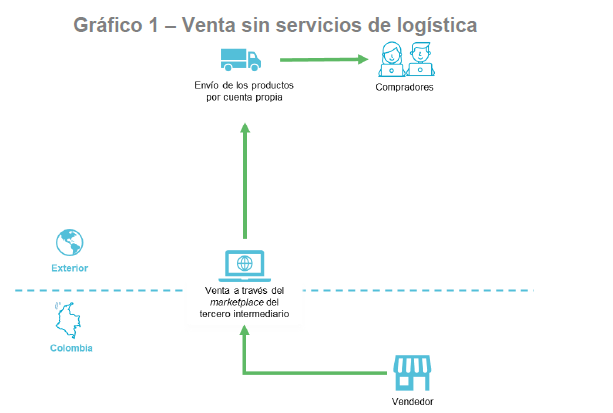 Gráfico 1 – Venta sin servicios de logística
Envío de los productos
por cuenta propia
Compradores
Exterior
Venta a través del
marketplace del
tercero intermediario
Colombia
Vendedor